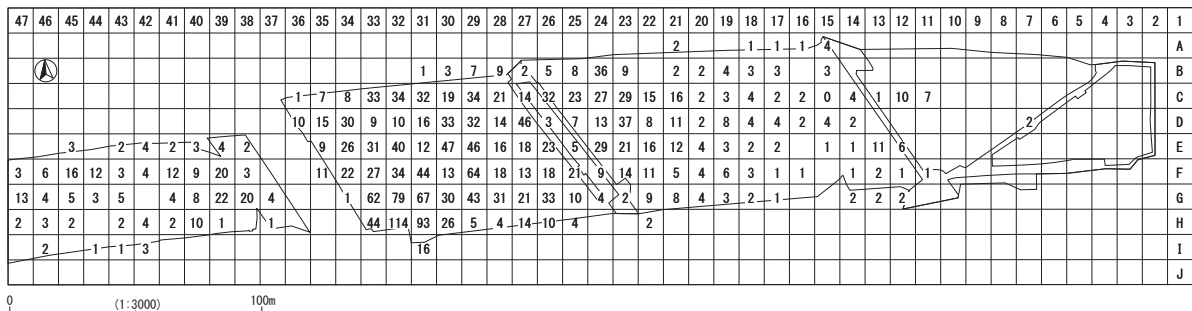 47 46 45 44 43 42 41 40 39 38 37 36 35 34 33 32 31 30 29 28 27 26 25 24 23 22 21 20 19 18 17 16 15 14 13 12 11 10 9 8 7 6 5 4 3 2 1
2 1 1 1 4 A
1 3 7 9 2 5 8 36 9 2 2 4 3 3 3 B
1 7 8 33 34 32 19 34 21 14 32 23 27 29 15 16 2 3 4 2 2 0 4 1 10 7 C
10 15 30 9 10 16 33 32 14 46 3 7 13 37 8 11 2 8 4 4 2 4 2 2 D
3 2 4 2 3 4 2 9 26 31 40 12 47 46 16 18 23 5 29 21 16 12 4 3 2 2 1 1 11 6 E
3 6 16 12 3 4 12 9 20 3 11 22 27 34 44 13 64 18 13 18 21 9 14 11 5 4 6 3 1 1 1 2 1 1 F
13 4 5 3 5 4 8 22 20 4 1 62 79 67 30 43 31 21 33 10 4 2 9 8 4 3 2 1 2 2 2 G
2 3 2 2 4 2 10 1 1 44 114 93 26 5 4 14 10 4 2 H
2 1 1 3 16 I
J
0 (1:3000) 100m